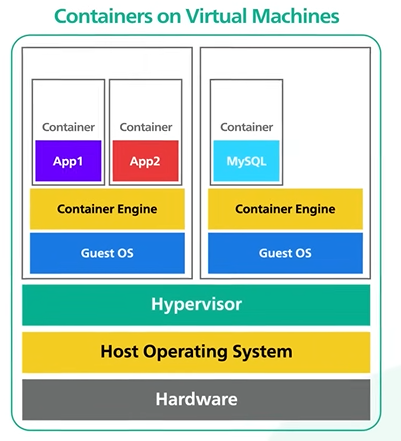 Containers on Virtual Machines
Container
Container
Container
App1
App2
MySQL
Container Engine
Container Engine
Guest OS
Guest OS
Hypervisor
Host Operating System
Hardware